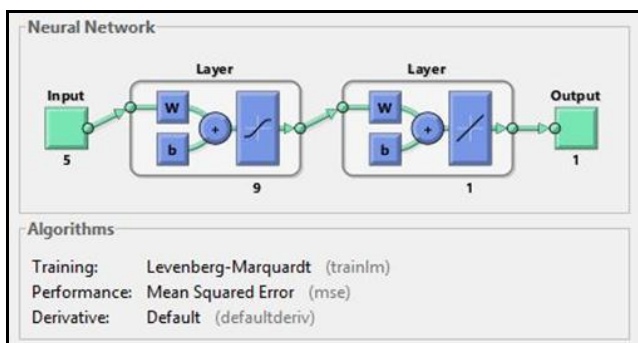 Neural Network
Layer Layer
Input Output
W W
b + b +
5 9 1 1
Algorithms
Training: Levenberg-Marquardt (trainlm)
Performance: Mean Squared Error (mse)
Derivative: Default (defaultderiv)